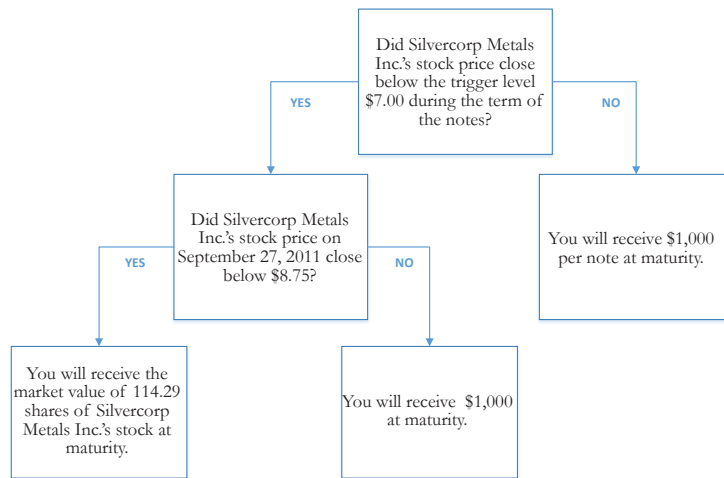 Did Silvercorp Metals
Inc.'s stock price close
below the trigger level
$7.00 during the term of
the notes?
YES
NO
Did Silvercorp Metals
Inc.'s stock price on
September 27, 2011 close
below $8.75?
You will receive $1,000
per note at maturity.
YES
NO
You will receive the
market value of 114.29
shares of Silvercorp
Metals Inc.'s stock at
maturity.
You will receive $1,000
at maturity.